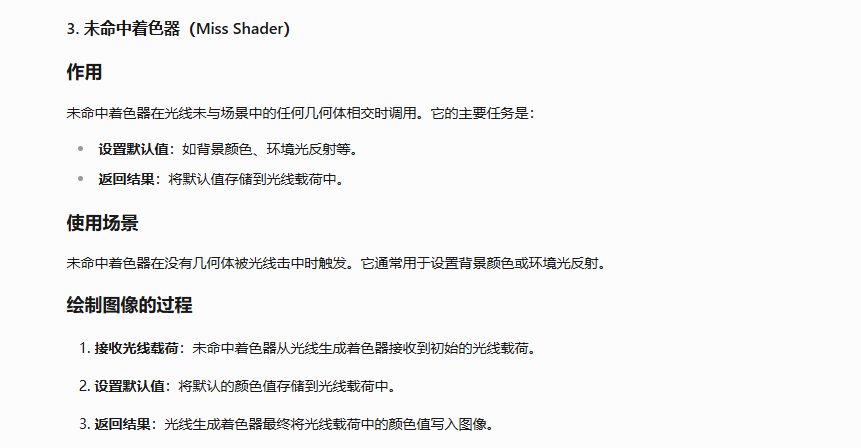 3. 未命中着色器（Miss Shader）
作用
未命中着色器在光线未与场景中的任何几何体相交时调用。它的主要任务是：
设置默认值：如背景颜色、环境光反射等。
返回结果：将默认值存储到光线载荷中。
使用场景
未命中着色器在没有几何体被光线击中时触发。它通常用于设置背景颜色或环境光反射。
绘制图像的过程
1. 接收光线载荷：未命中着色器从光线生成着色器接收到初始的光线载荷。
2. 设置默认值：将默认的颜色值存储到光线载荷中。
3. 返回结果：光线生成着色器最终将光线载荷中的颜色值写入图像。